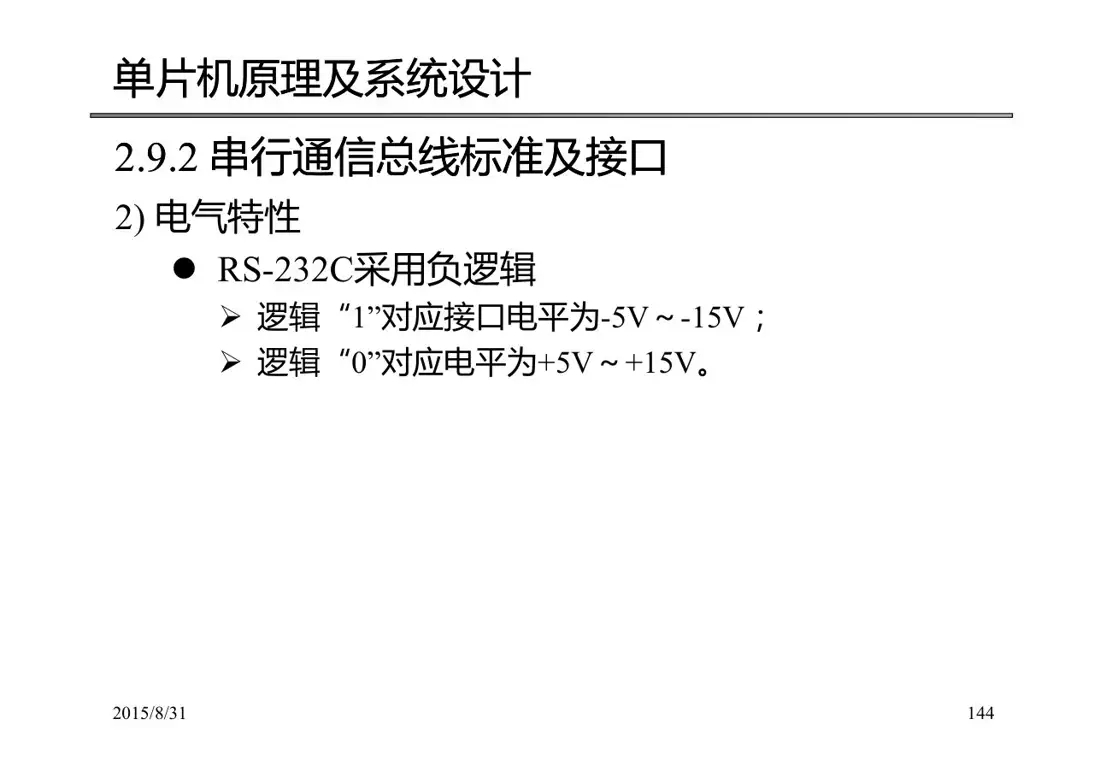 单片机原理及系统设计
2.9.2 串行通信总线标准及接口
2) 电气特性
● RS-232C采用负逻辑
➢ 逻辑“1”对应接口电平为-5V～-15V；
➢ 逻辑“0”对应电平为+5V～+15V。
2015/8/31
144